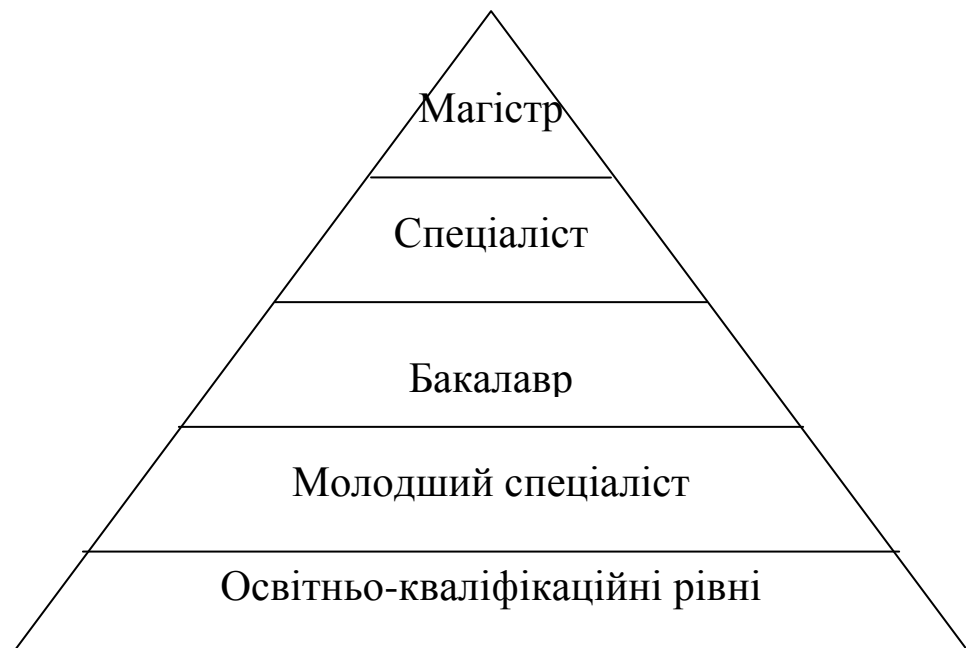 Магістр
Спеціаліст
Бакалавр
Молодший спеціаліст
Освітньо-кваліфікаційні рівні